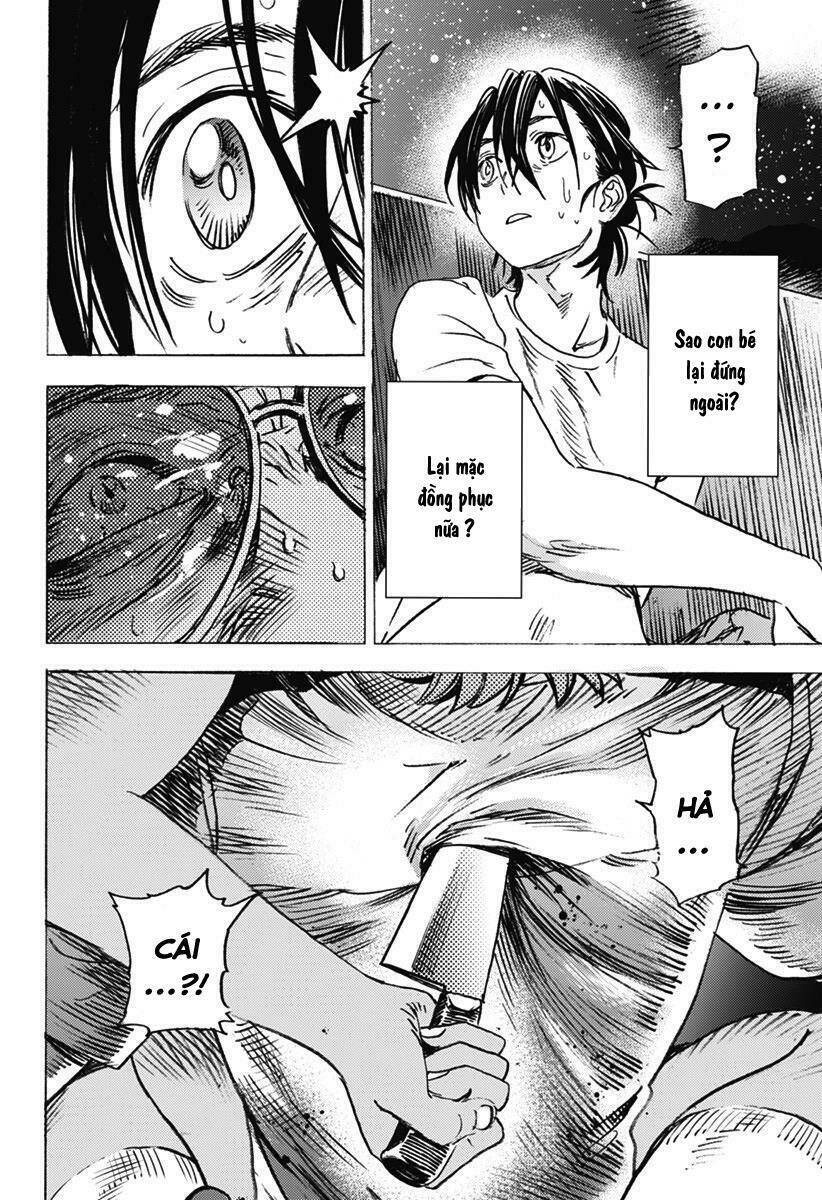 ...
?
Sao con bé
lại đứng
ngoài?
Lại mặc
đồng phục
nữa ?
HẢ
...
CÁI
...?!